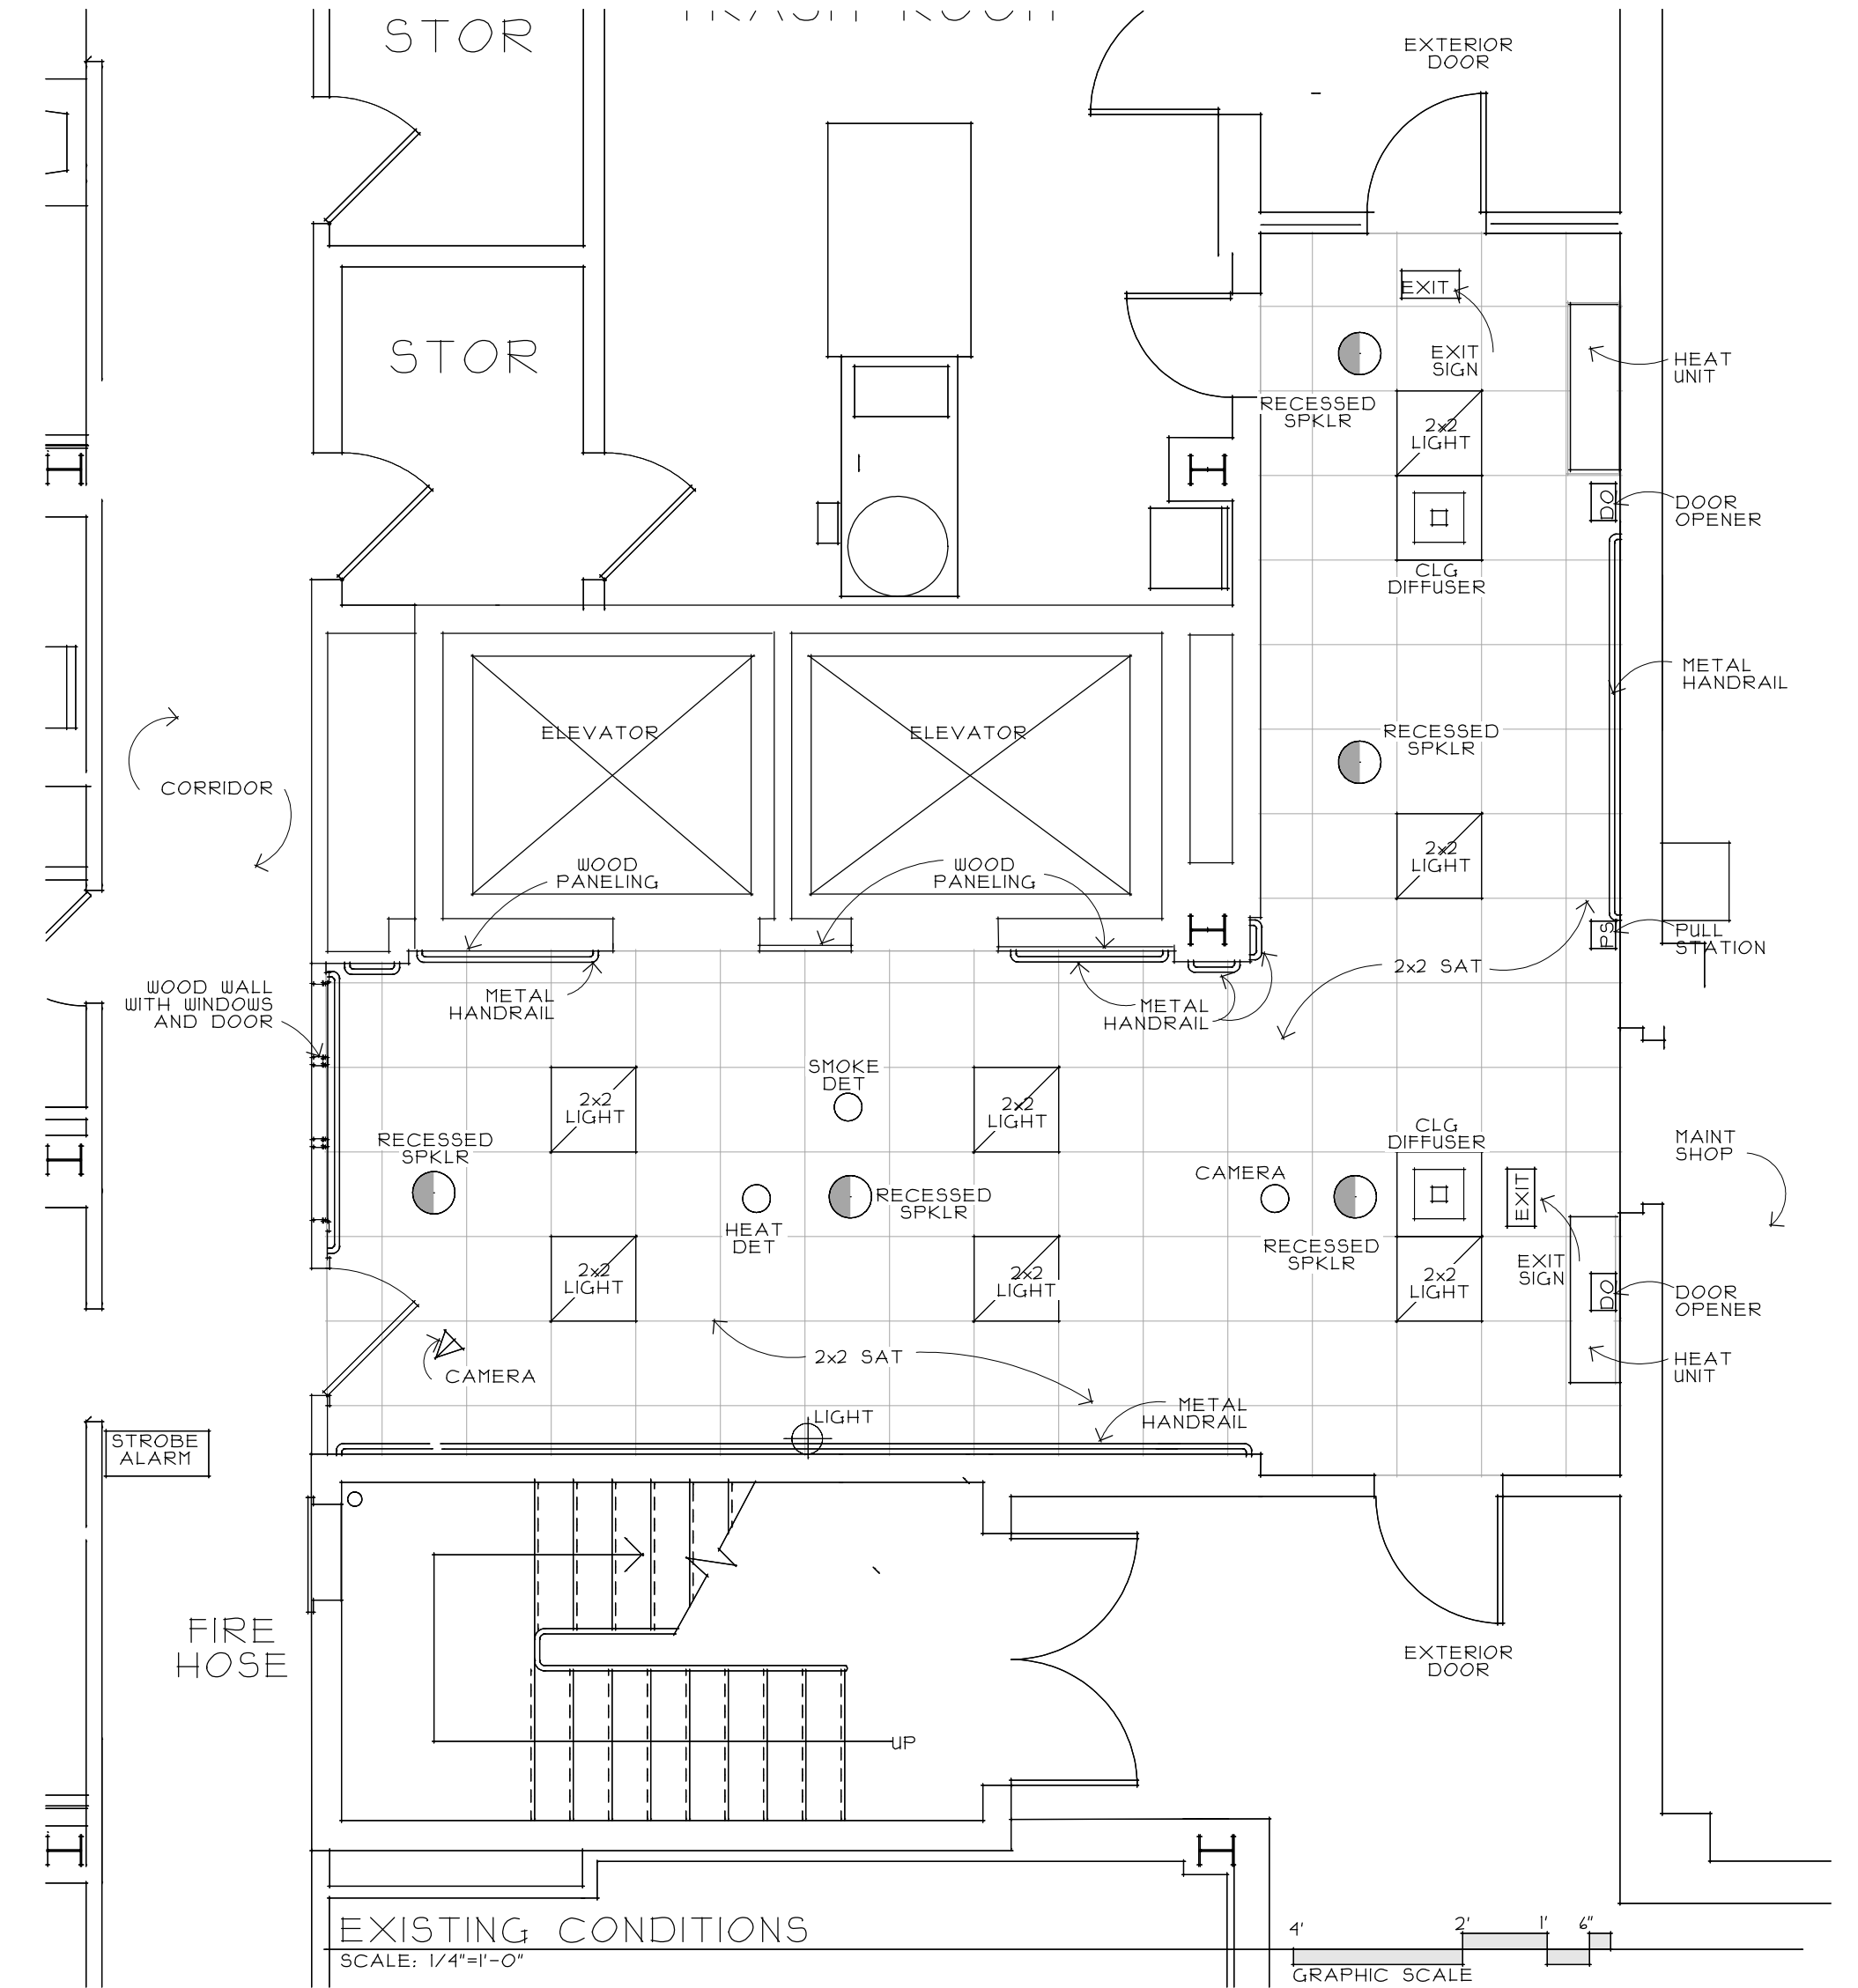 STOR
TRASH ROOM
EXTERIOR
DOOR
EXIT
EXIT
SIGN
HEAT
UNIT
STOR
RECESSED
SPKLR
2x2
LIGHT
DO
DOOR
OPENER
CLG
DIFFUSER
METAL
HANDRAIL
ELEVATOR
ELEVATOR
RECESSED
SPKLR
CORRIDOR
2x2
LIGHT
WOOD
PANELING
WOOD
PANELING
PS
PULL
STATION
2x2 SAT
WOOD WALL
WITH WINDOWS
AND DOOR
METAL
HANDRAIL
METAL
HANDRAIL
SMOKE
DET
2x2
LIGHT
2x2
LIGHT
RECESSED
SPKLR
CLG
DIFFUSER
MAINT
SHOP
CAMERA
EXIT
RECESSED
SPKLR
HEAT
DET
RECESSED
SPKLR
EXIT
SIGN
2x2
LIGHT
2x2
LIGHT
2x2
LIGHT
DO
DOOR
OPENER
2x2 SAT
HEAT
UNIT
CAMERA
METAL
HANDRAIL
LIGHT
STROBE
ALARM
FIRE
HOSE
EXTERIOR
DOOR
UP
EXISTING CONDITIONS
SCALE: 1/4"=1'-0"
4' 2' 1' 6"
GRAPHIC SCALE